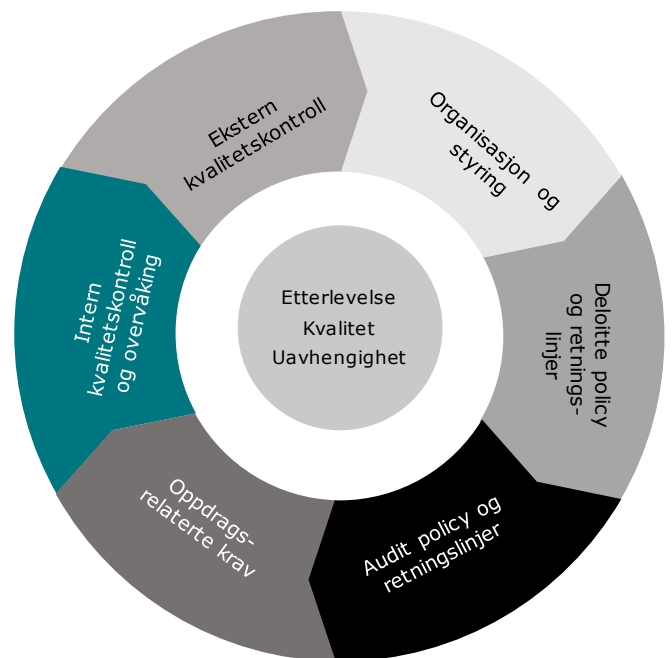 Ekstern
kvalitetskontroll
Organisasjon og
styring
Deloitte policy
og retnings-
linjer
Audit policy og
retningslinjer
Oppdrags-
relaterte krav
Intern
kvalitetskontroll
og overvåking
Etterlevelse
Kvalitet
Uavhengighet